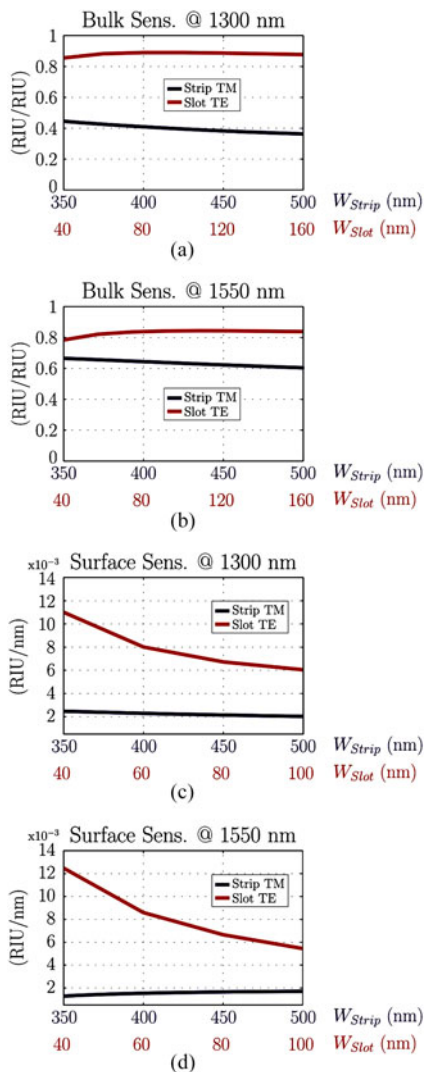 Bulk Sens. @ 1300 nm
(RIU/RIU)
1
0.8
0.6
0.4
0.2
0
Strip TM
Slot TE
350 400 450 500 W_Strip (nm)
40 80 120 160 W_Slot (nm)
(a)
Bulk Sens. @ 1550 nm
(RIU/RIU)
1
0.8
0.6
0.4
0.2
0
Strip TM
Slot TE
350 400 450 500 W_Strip (nm)
40 80 120 160 W_Slot (nm)
(b)
x10⁻³ Surface Sens. @ 1300 nm
(RIU/nm)
14
12
10
8
6
4
2
Strip TM
Slot TE
350 400 450 500 W_Strip (nm)
40 60 80 100 W_Slot (nm)
(c)
x10⁻³ Surface Sens. @ 1550 nm
(RIU/nm)
14
12
10
8
6
4
2
Strip TM
Slot TE
350 400 450 500 W_Strip (nm)
40 60 80 100 W_Slot (nm)
(d)